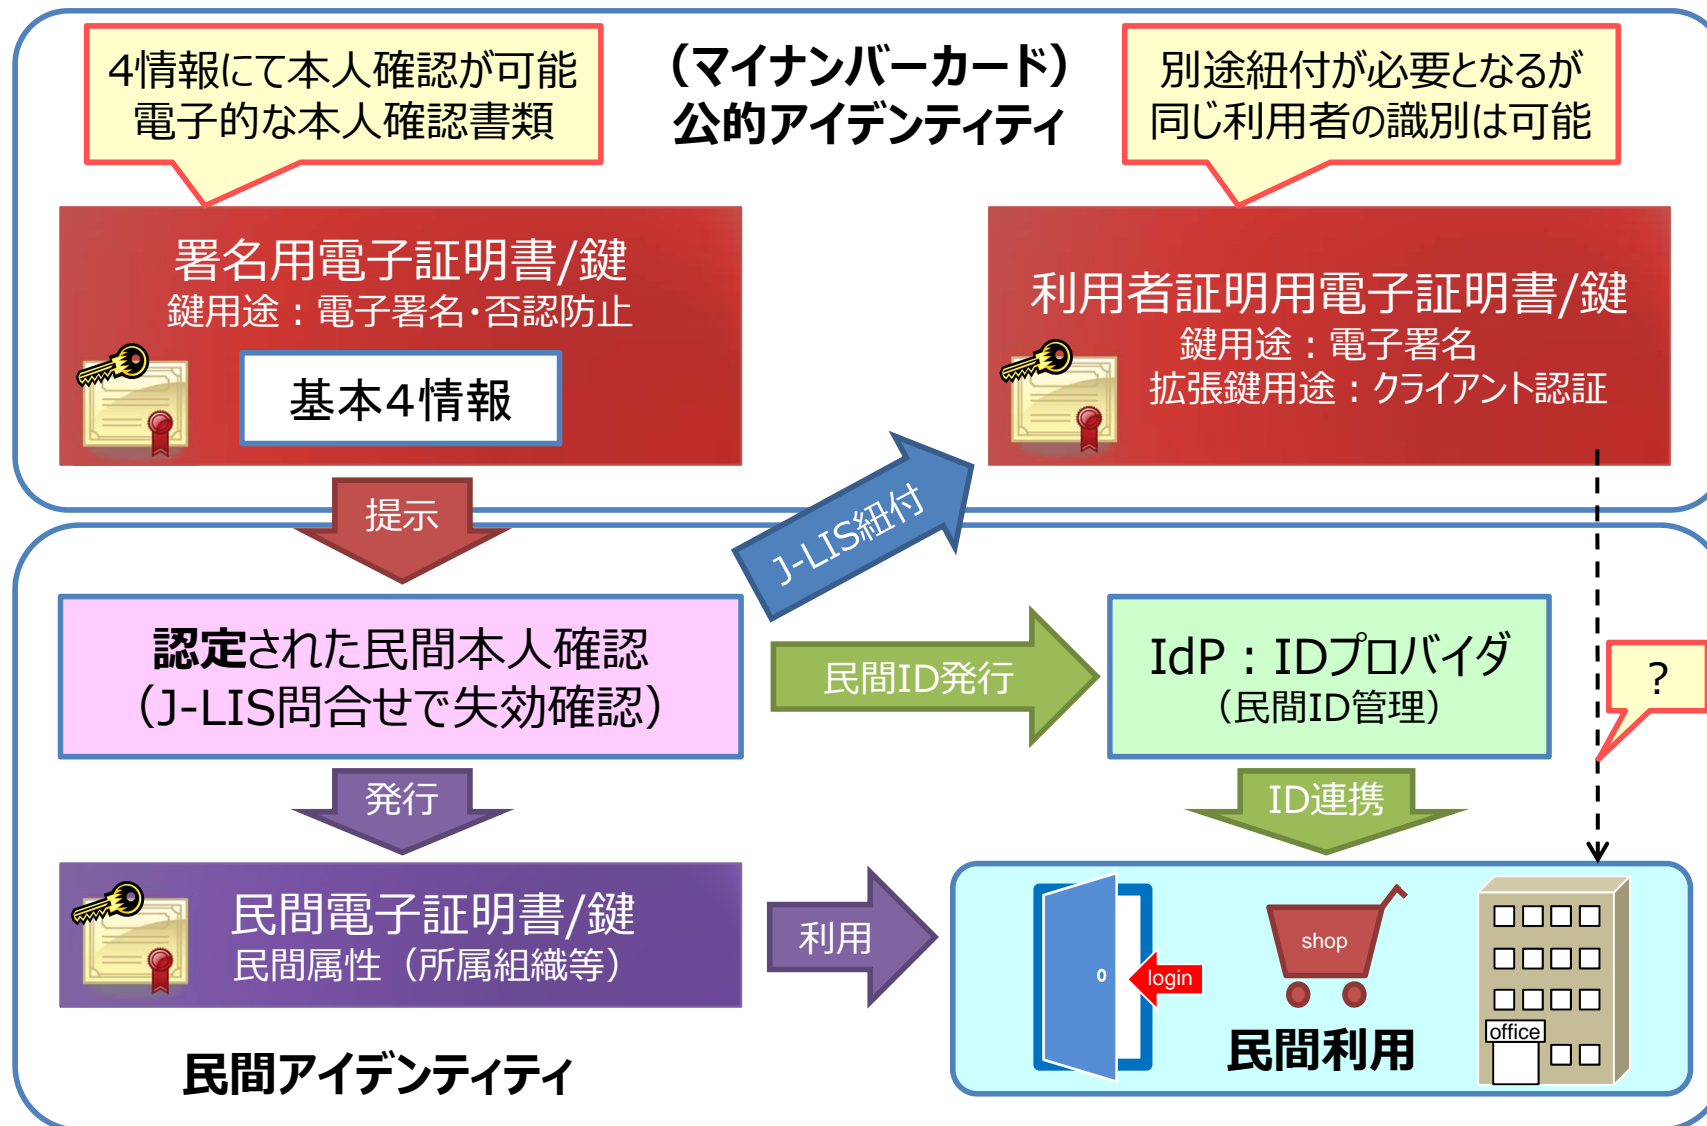 4情報にて本人確認が可能
電子的な本人確認書類
（マイナンバーカード）
公的アイデンティティ
別途紐付が必要となるが
同じ利用者の識別は可能
署名用電子証明書/鍵
鍵用途：電子署名・否認防止
基本4情報
利用者証明用電子証明書/鍵
鍵用途：電子署名
拡張鍵用途：クライアント認証
提示
J-LIS紐付
認定された民間本人確認
（J-LIS問合せで失効確認）
民間ID発行
IdP：IDプロバイダ
（民間ID管理）
？
発行
ID連携
民間電子証明書/鍵
民間属性（所属組織等）
利用
login
shop
office
民間利用
民間アイデンティティ